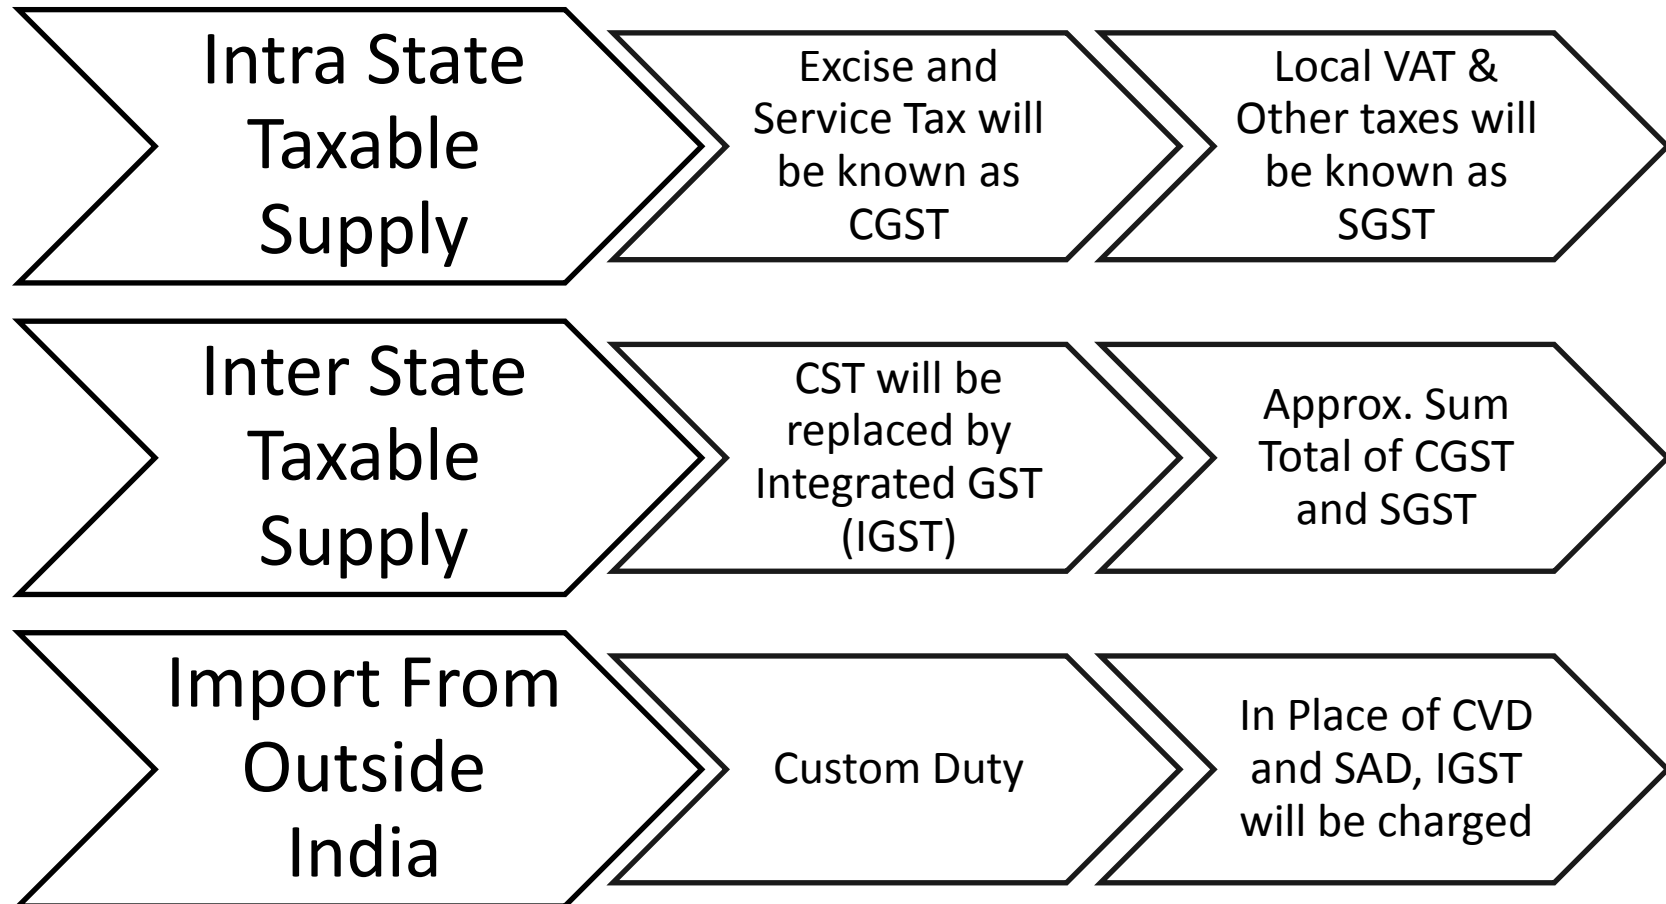 Intra State
Taxable
Supply
Excise and
Service Tax will
be known as
CGST
Local VAT &
Other taxes will
be known as
SGST
Inter State
Taxable
Supply
CST will be
replaced by
Integrated GST
(IGST)
Approx. Sum
Total of CGST
and SGST
Import From
Outside
India
Custom Duty
In Place of CVD
and SAD, IGST
will be charged